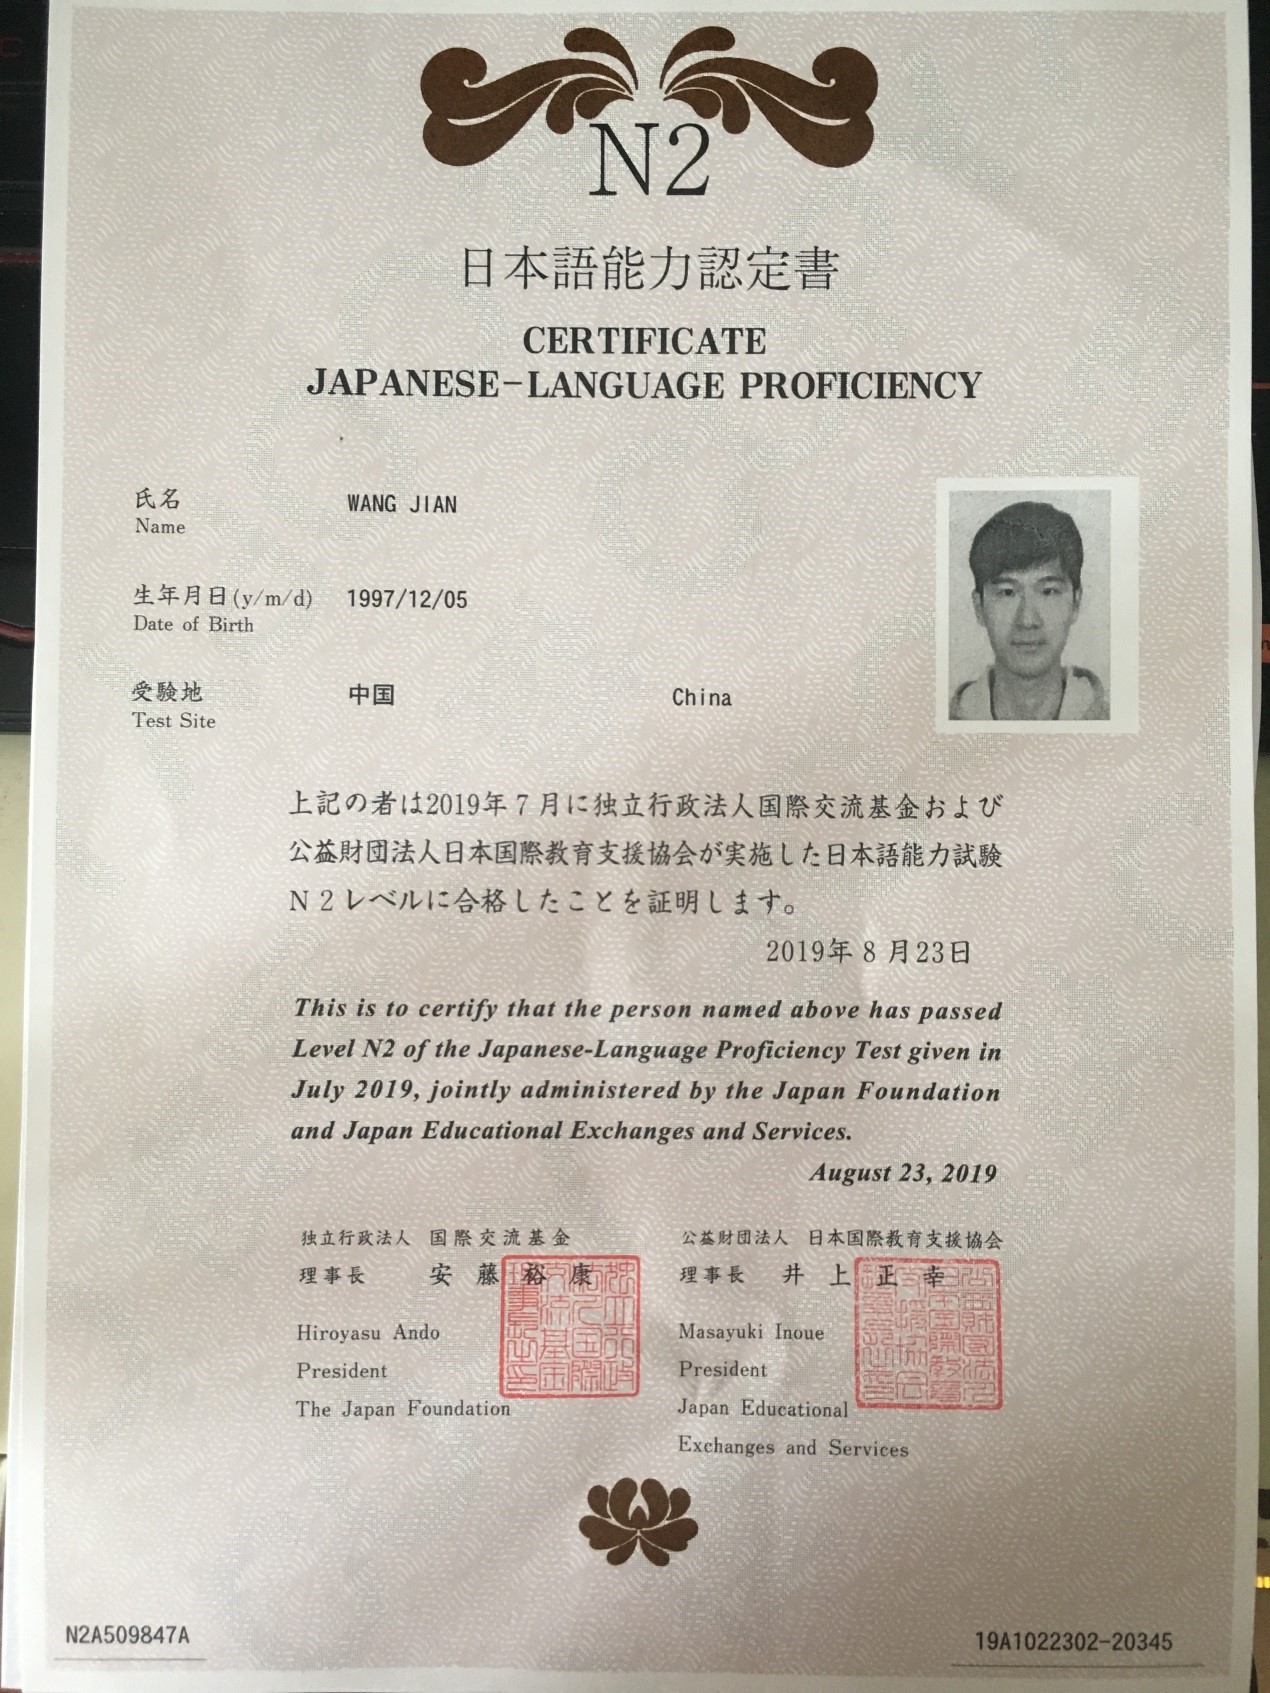 N2
日本語能力認定書
CERTIFICATE
JAPANESE-LANGUAGE PROFICIENCY
氏名 WANG JIAN
Name
生年月日(y/m/d) 1997/12/05
Date of Birth
受験地 中国 China
Test Site
上記の者は2019年7月に独立行政法人国際交流基金および
公益財団法人日本国際教育支援協会が実施した日本語能力試験
N2レベルに合格したことを証明します。
2019年8月23日
This is to certify that the person named above has passed
Level N2 of the Japanese-Language Proficiency Test given in
July 2019, jointly administered by the Japan Foundation
and Japan Educational Exchanges and Services.
August 23, 2019
独立行政法人 国際交流基金
理事長 安藤裕康
Hiroyasu Ando
President
The Japan Foundation
公益財団法人 日本国際教育支援協会
理事長 井上正幸
Masayuki Inoue
President
Japan Educational
Exchanges and Services
N2A509847A
19A1022302-20345